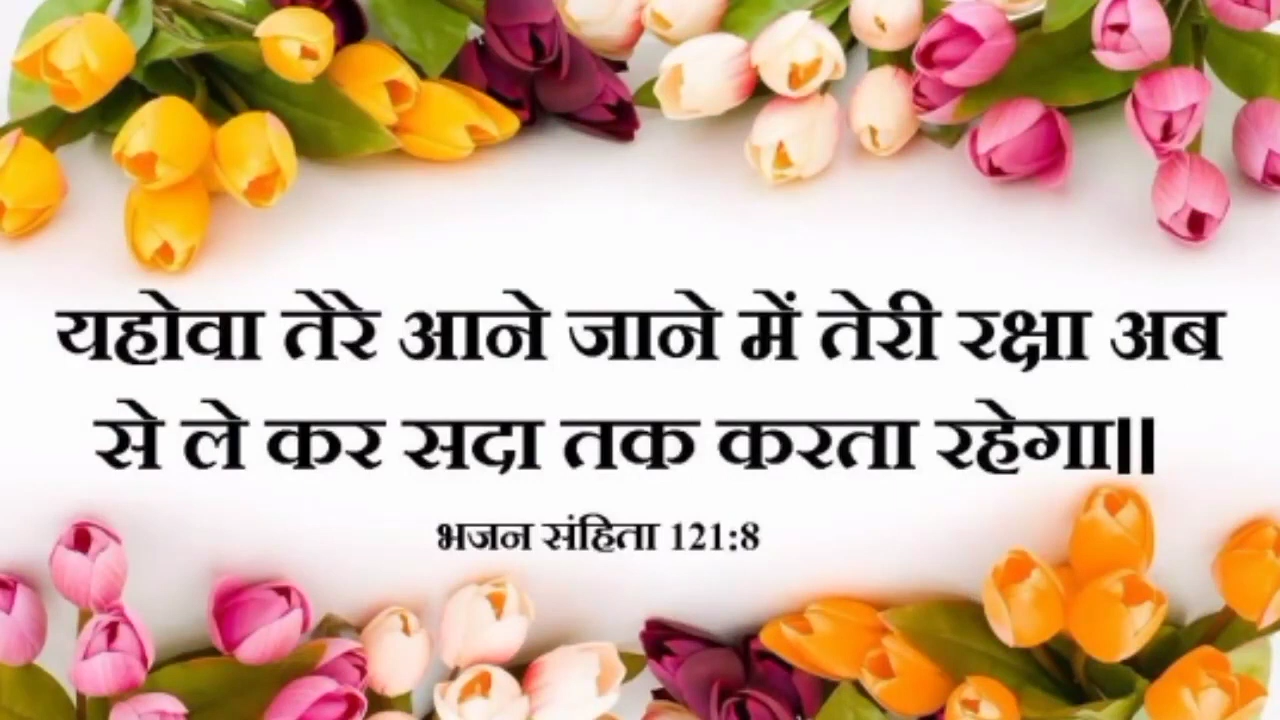 यहोवा तेरे आने जाने में तेरी रक्षा अब
से ले कर सदा तक करता रहेगा॥
भजन संहिता 121:8